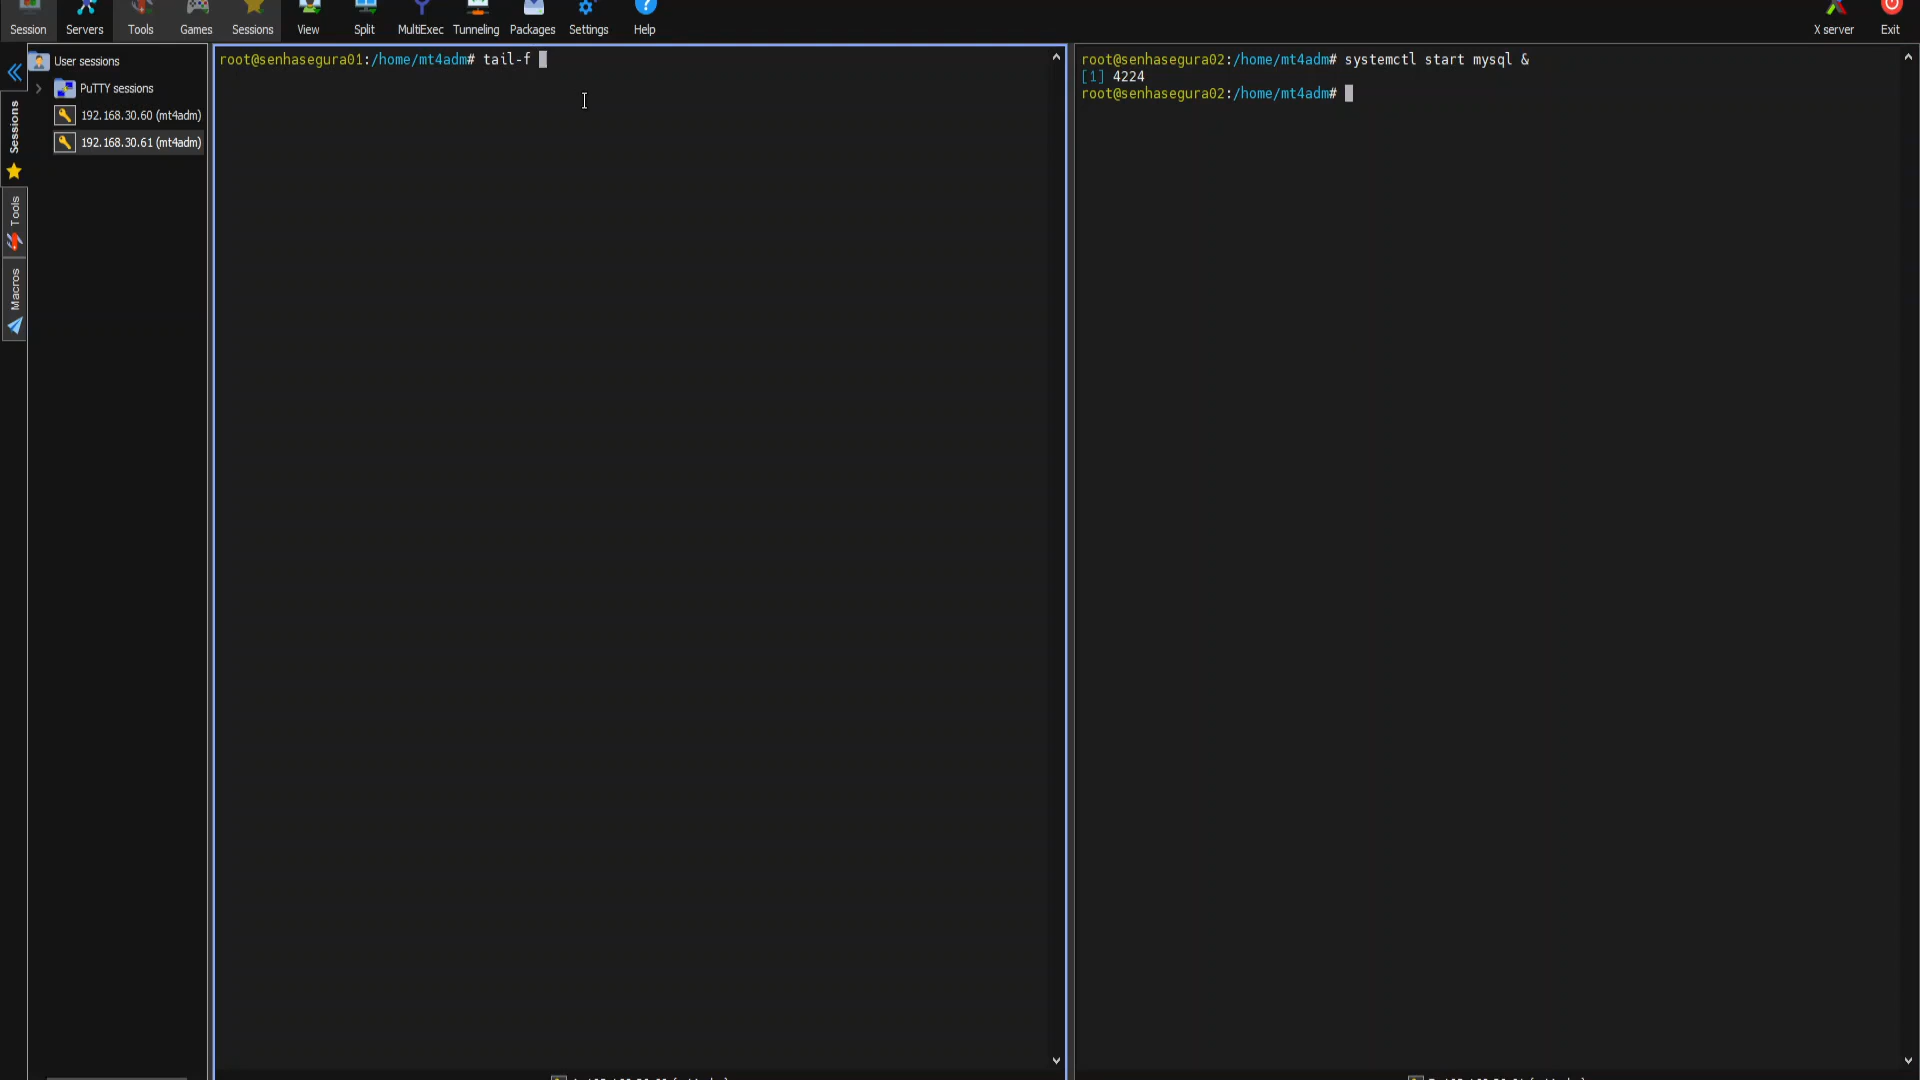 Session Servers Tools Games Sessions View Split MultiExec Tunneling Packages Settings Help X server Exit
User sessions
PuTTY sessions
192.168.30.60 (mt4adm)
192.168.30.61 (mt4adm)
Sessions
Tools
Macros
root@senhasegura01:/home/mt4adm# tail-f
root@senhasegura02:/home/mt4adm# systemctl start mysql &
[1] 4224
root@senhasegura02:/home/mt4adm#